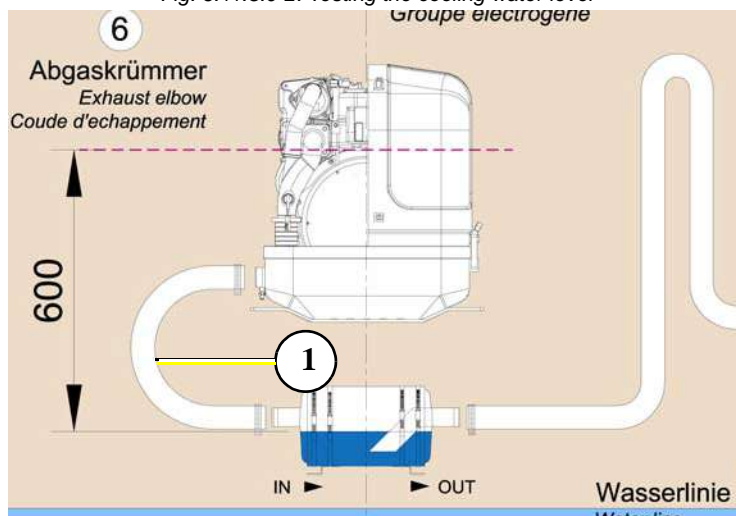 Groupe électrogène
6
Abgaskrümmer
Exhaust elbow
Coude d'echappement
600
1
IN
OUT
Wasserlinie